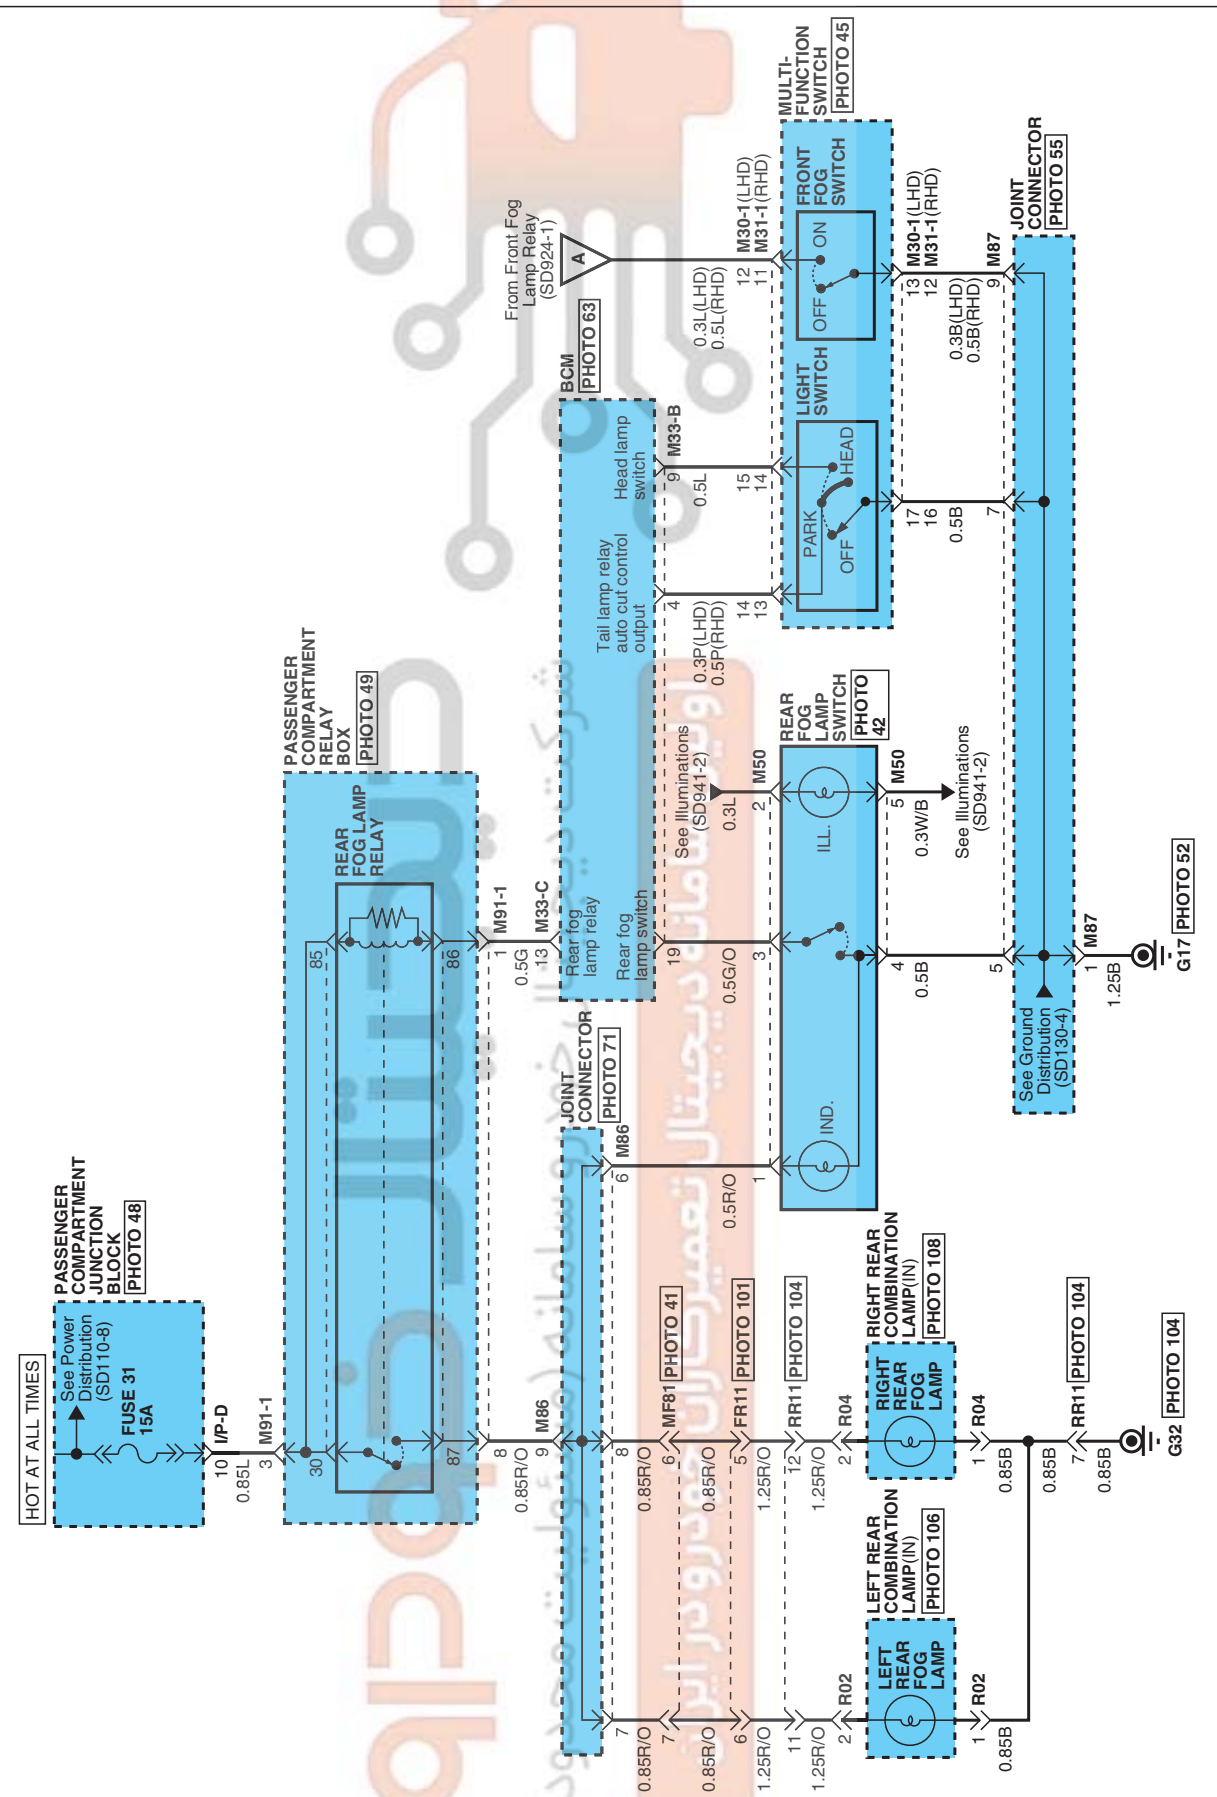 HOT AT ALL TIMES
PASSENGER
COMPARTMENT
JUNCTION
BLOCK
PHOTO 48
See Power
Distribution
(SD110-8)
FUSE 31
15A
10
I/P-D
0.85L
3
M91-1
PASSENGER
COMPARTMENT
RELAY
BOX
PHOTO 49
REAR
FOG LAMP
RELAY
30
85
87
86
8
1
M91-1
0.85R/O
0.5G
9
M86
13
M33-C
JOINT
CONNECTOR
PHOTO 71
BCM
PHOTO 63
Rear fog
lamp relay
Rear fog
lamp switch
Tail lamp relay
auto cut control
output
Head lamp
switch
From Front Fog
Lamp Relay
(SD924-1)
A
7
8
6
M86
19
4
9
M33-B
0.85R/O
0.85R/O
0.5R/O
0.5G/O
See Illuminations
(SD941-2)
0.3L
0.3P(LHD)
0.5P(RHD)
0.5L
0.3L(LHD)
0.5L(RHD)
7
6
MF81
PHOTO 41
0.85R/O
0.85R/O
6
5
FR11
PHOTO 101
1.25R/O
1.25R/O
11
12
RR11
PHOTO 104
1.25R/O
1.25R/O
2
R02
2
R04
1
3
2
M50
14
13
15
14
12
11
M30-1(LHD)
M31-1(RHD)
REAR
FOG
LAMP
SWITCH
PHOTO
42
IND.
ILL.
MULTI-
FUNCTION
SWITCH
PHOTO 45
LIGHT
SWITCH
PARK
OFF
HEAD
FRONT
FOG
SWITCH
OFF
ON
LEFT REAR
COMBINATION
LAMP(IN)
PHOTO 106
LEFT
REAR
FOG
LAMP
RIGHT REAR
COMBINATION
LAMP(IN)
PHOTO 108
RIGHT
REAR
FOG
LAMP
4
5
M50
0.5B
0.3W/B
See Illuminations
(SD941-2)
17
16
0.5B
13
12
M30-1(LHD)
M31-1(RHD)
0.3B(LHD)
0.5B(RHD)
1
R02
0.85B
1
R04
0.85B
0.85B
7
RR11
PHOTO 104
0.85B
G32
PHOTO 104
5
7
9
M87
JOINT
CONNECTOR
PHOTO 55
See Ground
Distribution
(SD130-4)
1
M87
1.25B
G17
PHOTO 52
اولین سامانه دیجیتال تعمیرکاران خودرو در ایران